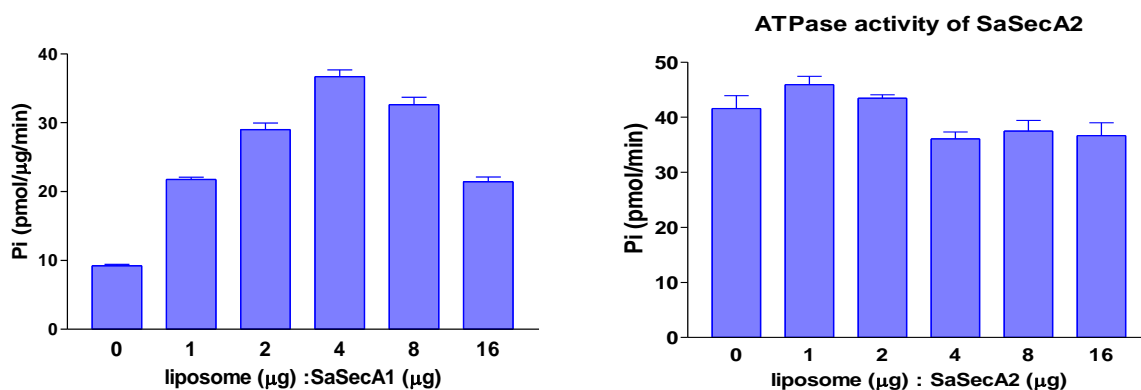 40
30
20
10
0
Pi (pmol/μg/min)
0 1 2 4 8 16
liposome (μg) :SaSecA1 (μg)
ATPase activity of SaSecA2
50
40
30
40
30
0
Pi (pmol/min)
0 1 2 4 8 16
liposome (μg) : SaSecA2 (μg)